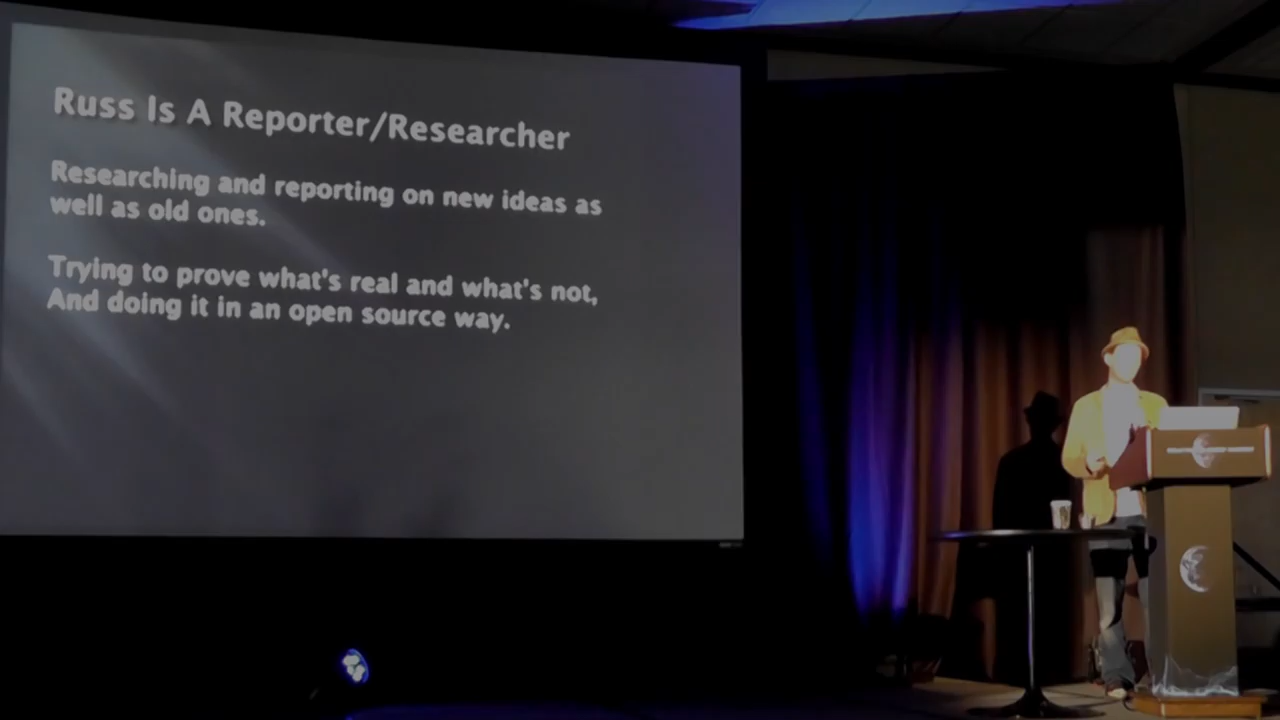 Russ Is A Reporter/Researcher
Researching and reporting on new ideas as
well as old ones.
Trying to prove what's real and what's not,
And doing it in an open source way.